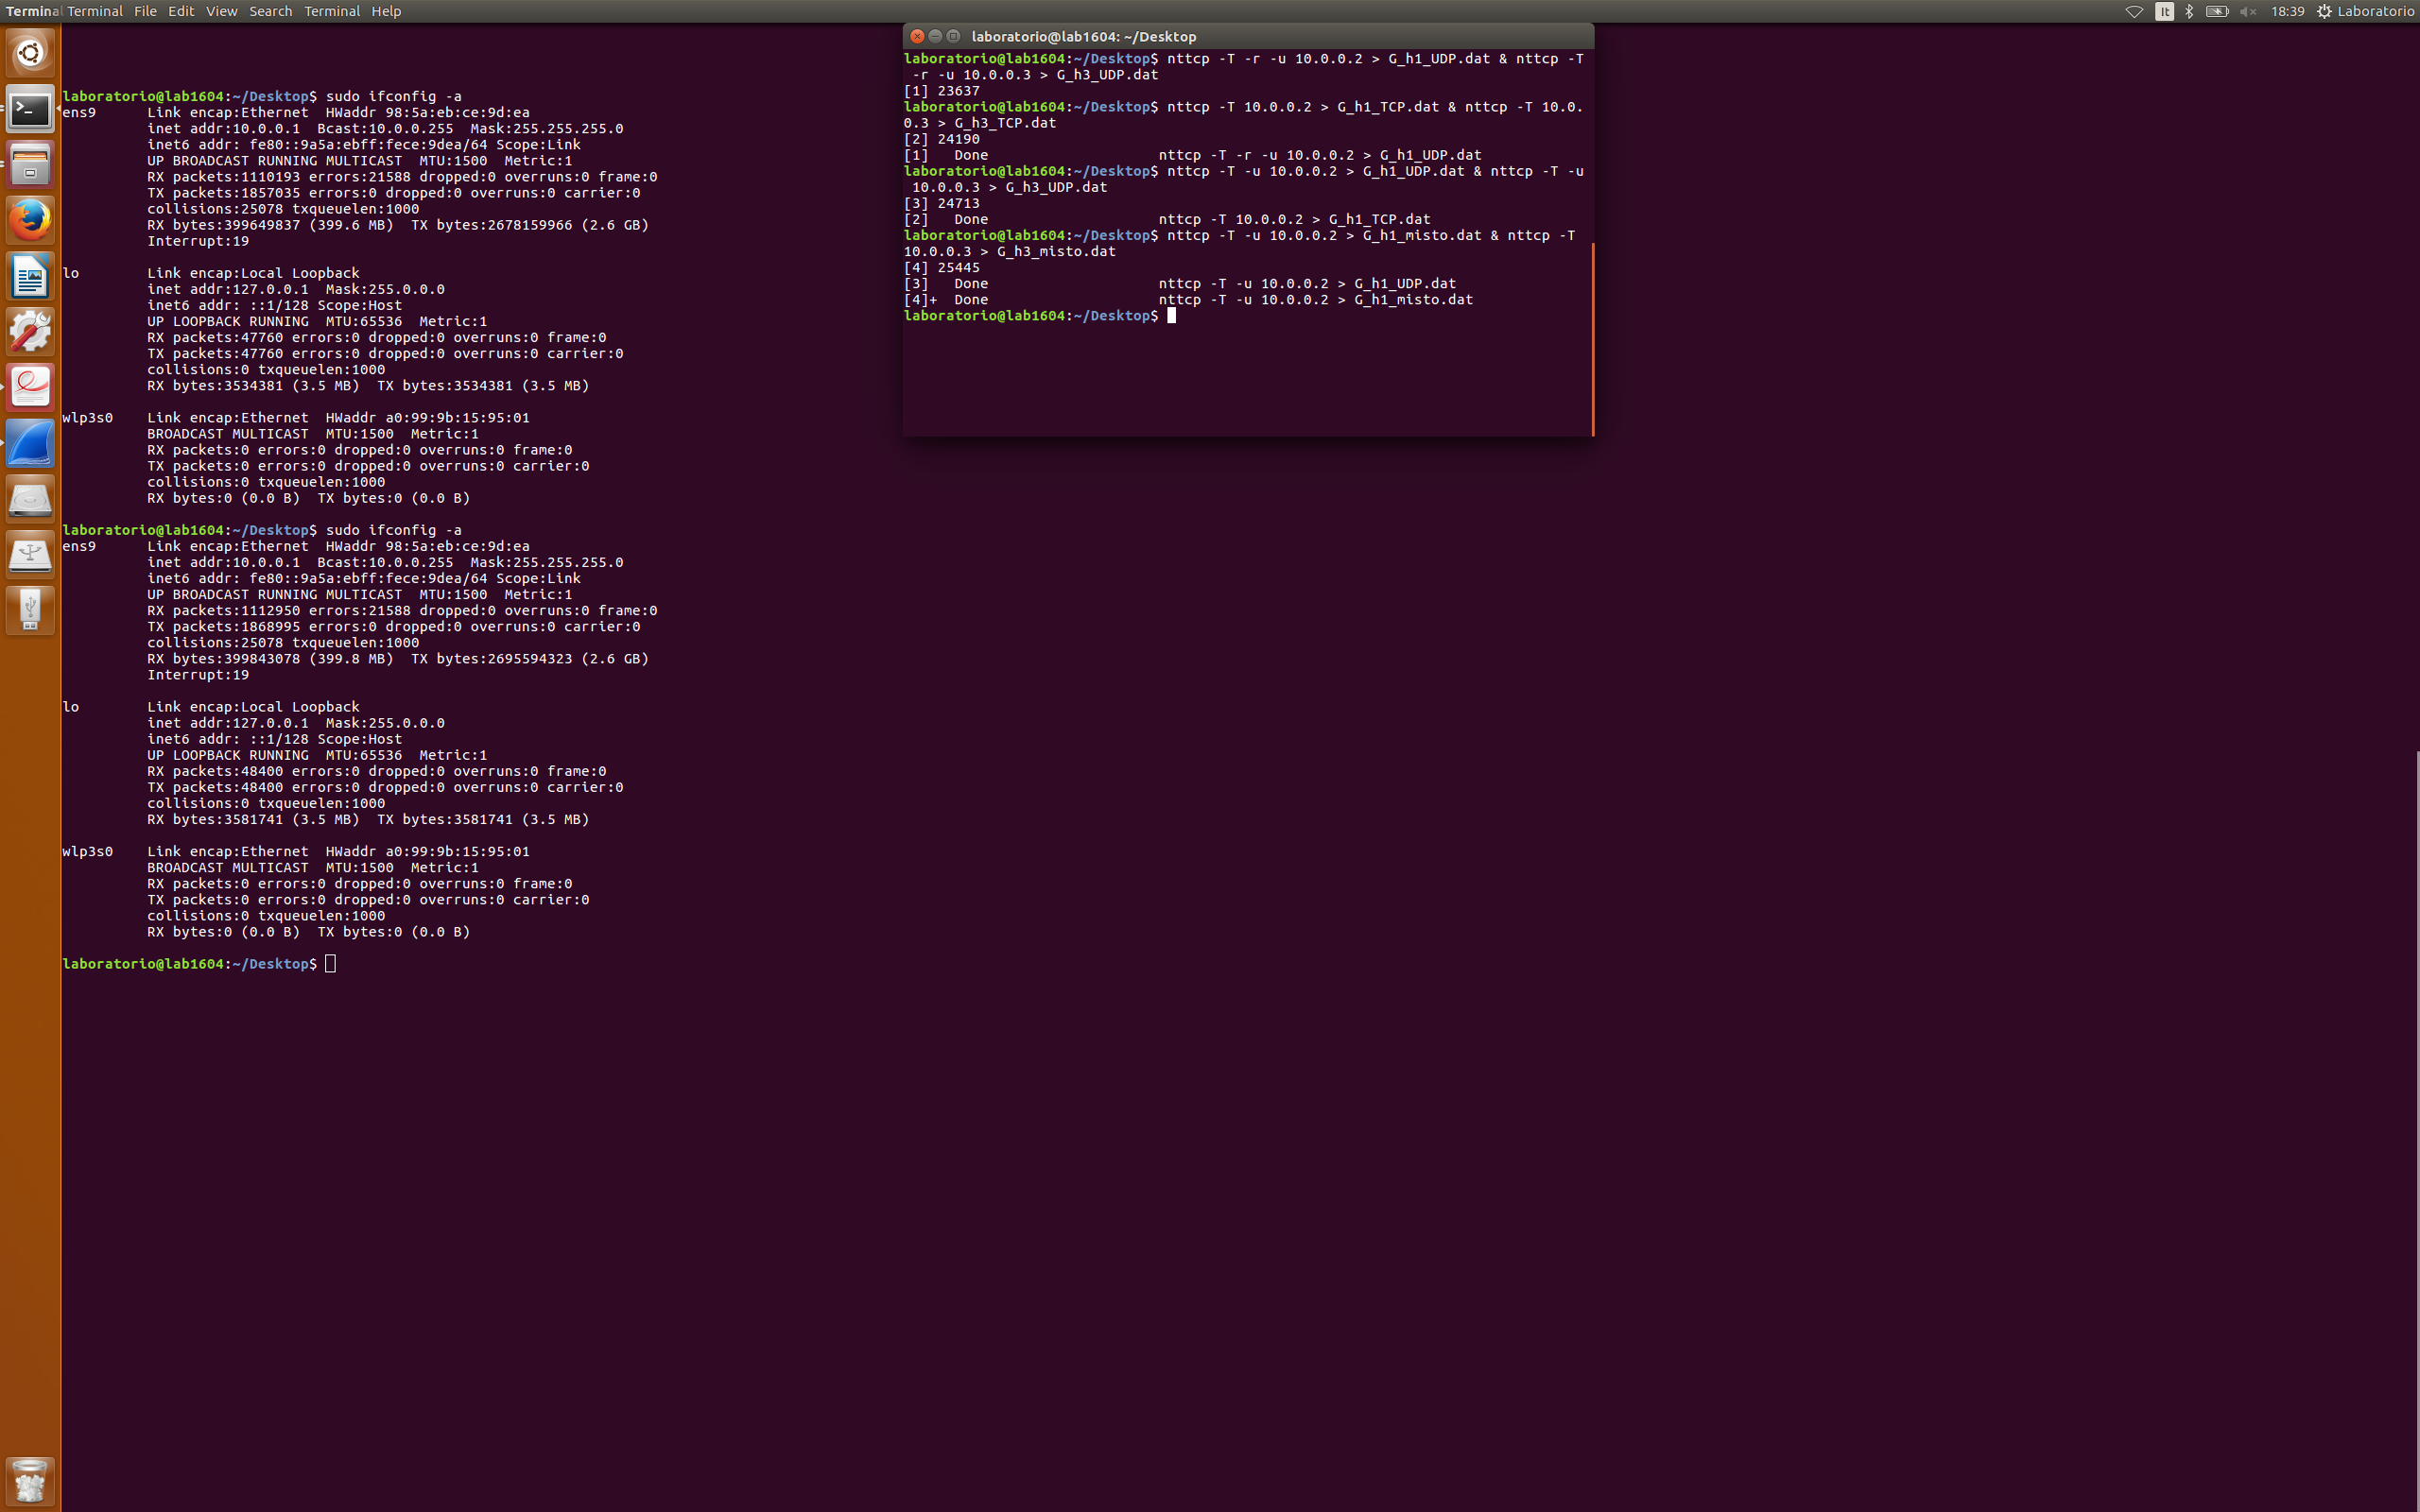 Terminal Terminal File Edit View Search Terminal Help
It 18:39 Laboratorio
laboratorio@lab1604:~/Desktop$ sudo ifconfig -a
ens9 Link encap:Ethernet HWaddr 98:5a:eb:ce:9d:ea
inet addr:10.0.0.1 Bcast:10.0.0.255 Mask:255.255.255.0
inet6 addr: fe80::9a5a:ebff:fece:9dea/64 Scope:Link
UP BROADCAST RUNNING MULTICAST MTU:1500 Metric:1
RX packets:1110193 errors:21588 dropped:0 overruns:0 frame:0
TX packets:1857035 errors:0 dropped:0 overruns:0 carrier:0
collisions:25078 txqueuelen:1000
RX bytes:399649837 (399.6 MB) TX bytes:2678159966 (2.6 GB)
Interrupt:19
lo Link encap:Local Loopback
inet addr:127.0.0.1 Mask:255.0.0.0
inet6 addr: ::1/128 Scope:Host
UP LOOPBACK RUNNING MTU:65536 Metric:1
RX packets:47760 errors:0 dropped:0 overruns:0 frame:0
TX packets:47760 errors:0 dropped:0 overruns:0 carrier:0
collisions:0 txqueuelen:1000
RX bytes:3534381 (3.5 MB) TX bytes:3534381 (3.5 MB)
wlp3s0 Link encap:Ethernet HWaddr a0:99:9b:15:95:01
BROADCAST MULTICAST MTU:1500 Metric:1
RX packets:0 errors:0 dropped:0 overruns:0 frame:0
TX packets:0 errors:0 dropped:0 overruns:0 carrier:0
collisions:0 txqueuelen:1000
RX bytes:0 (0.0 B) TX bytes:0 (0.0 B)
laboratorio@lab1604:~/Desktop$ sudo ifconfig -a
ens9 Link encap:Ethernet HWaddr 98:5a:eb:ce:9d:ea
inet addr:10.0.0.1 Bcast:10.0.0.255 Mask:255.255.255.0
inet6 addr: fe80::9a5a:ebff:fece:9dea/64 Scope:Link
UP BROADCAST RUNNING MULTICAST MTU:1500 Metric:1
RX packets:1112950 errors:21588 dropped:0 overruns:0 frame:0
TX packets:1868995 errors:0 dropped:0 overruns:0 carrier:0
collisions:25078 txqueuelen:1000
RX bytes:399843078 (399.8 MB) TX bytes:2695594323 (2.6 GB)
Interrupt:19
lo Link encap:Local Loopback
inet addr:127.0.0.1 Mask:255.0.0.0
inet6 addr: ::1/128 Scope:Host
UP LOOPBACK RUNNING MTU:65536 Metric:1
RX packets:48400 errors:0 dropped:0 overruns:0 frame:0
TX packets:48400 errors:0 dropped:0 overruns:0 carrier:0
collisions:0 txqueuelen:1000
RX bytes:3581741 (3.5 MB) TX bytes:3581741 (3.5 MB)
wlp3s0 Link encap:Ethernet HWaddr a0:99:9b:15:95:01
BROADCAST MULTICAST MTU:1500 Metric:1
RX packets:0 errors:0 dropped:0 overruns:0 frame:0
TX packets:0 errors:0 dropped:0 overruns:0 carrier:0
collisions:0 txqueuelen:1000
RX bytes:0 (0.0 B) TX bytes:0 (0.0 B)
laboratorio@lab1604:~/Desktop$
laboratorio@lab1604: ~/Desktop
laboratorio@lab1604:~/Desktop$ nttcp -T -r -u 10.0.0.2 > G_h1_UDP.dat & nttcp -T
-r -u 10.0.0.3 > G_h3_UDP.dat
[1] 23637
laboratorio@lab1604:~/Desktop$ nttcp -T 10.0.0.2 > G_h1_TCP.dat & nttcp -T 10.0.
0.3 > G_h3_TCP.dat
[2] 24190
[1] Done nttcp -T -r -u 10.0.0.2 > G_h1_UDP.dat
laboratorio@lab1604:~/Desktop$ nttcp -T -u 10.0.0.2 > G_h1_UDP.dat & nttcp -T -u
10.0.0.3 > G_h3_UDP.dat
[3] 24713
[2] Done nttcp -T 10.0.0.2 > G_h1_TCP.dat
laboratorio@lab1604:~/Desktop$ nttcp -T -u 10.0.0.2 > G_h1_misto.dat & nttcp -T
10.0.0.3 > G_h3_misto.dat
[4] 25445
[3] Done nttcp -T -u 10.0.0.2 > G_h1_UDP.dat
[4]+ Done nttcp -T -u 10.0.0.2 > G_h1_misto.dat
laboratorio@lab1604:~/Desktop$